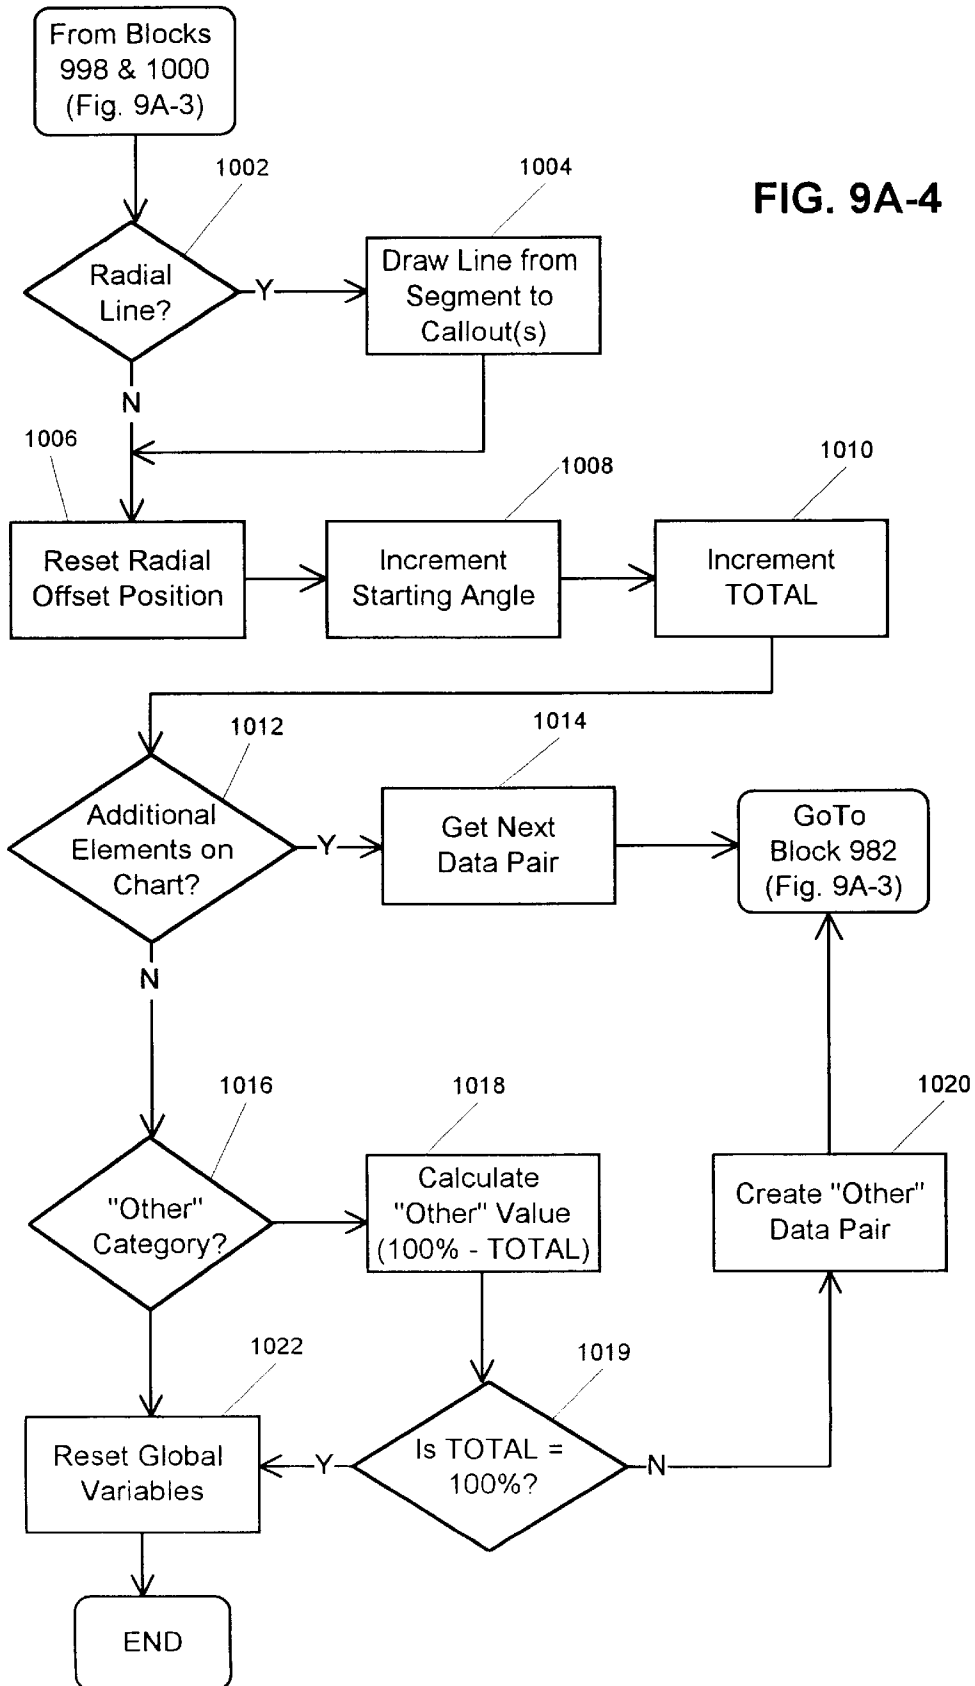 From Blocks
998 & 1000
(Fig. 9A-3)
1002
1004
FIG. 9A-4
Radial
Line?
Y
Draw Line from
Segment to
Callout(s)
N
1006
1008
1010
Reset Radial
Offset Position
Increment
Starting Angle
Increment
TOTAL
1012
1014
Additional
Elements on
Chart?
Y
Get Next
Data Pair
GoTo
Block 982
(Fig. 9A-3)
N
1016
1018
1020
"Other"
Category?
Calculate
"Other" Value
(100% - TOTAL)
Create "Other"
Data Pair
1022
1019
Reset Global
Variables
Y
Is TOTAL =
100%?
N
END